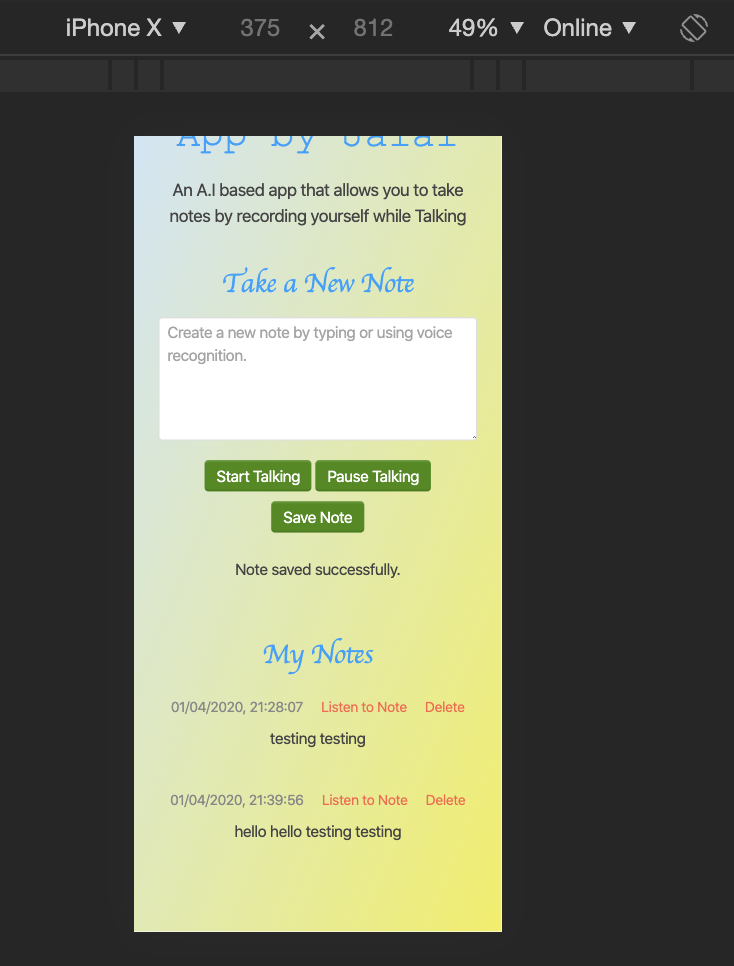 iPhone X ▼ 375 × 812 49% ▼ Online ▼
App by Jalal
An A.I based app that allows you to take
notes by recording yourself while Talking
Take a New Note
Create a new note by typing or using voice
recognition.
Start Talking Pause Talking
Save Note
Note saved successfully.
My Notes
01/04/2020, 21:28:07 Listen to Note Delete
testing testing
01/04/2020, 21:39:56 Listen to Note Delete
hello hello testing testing